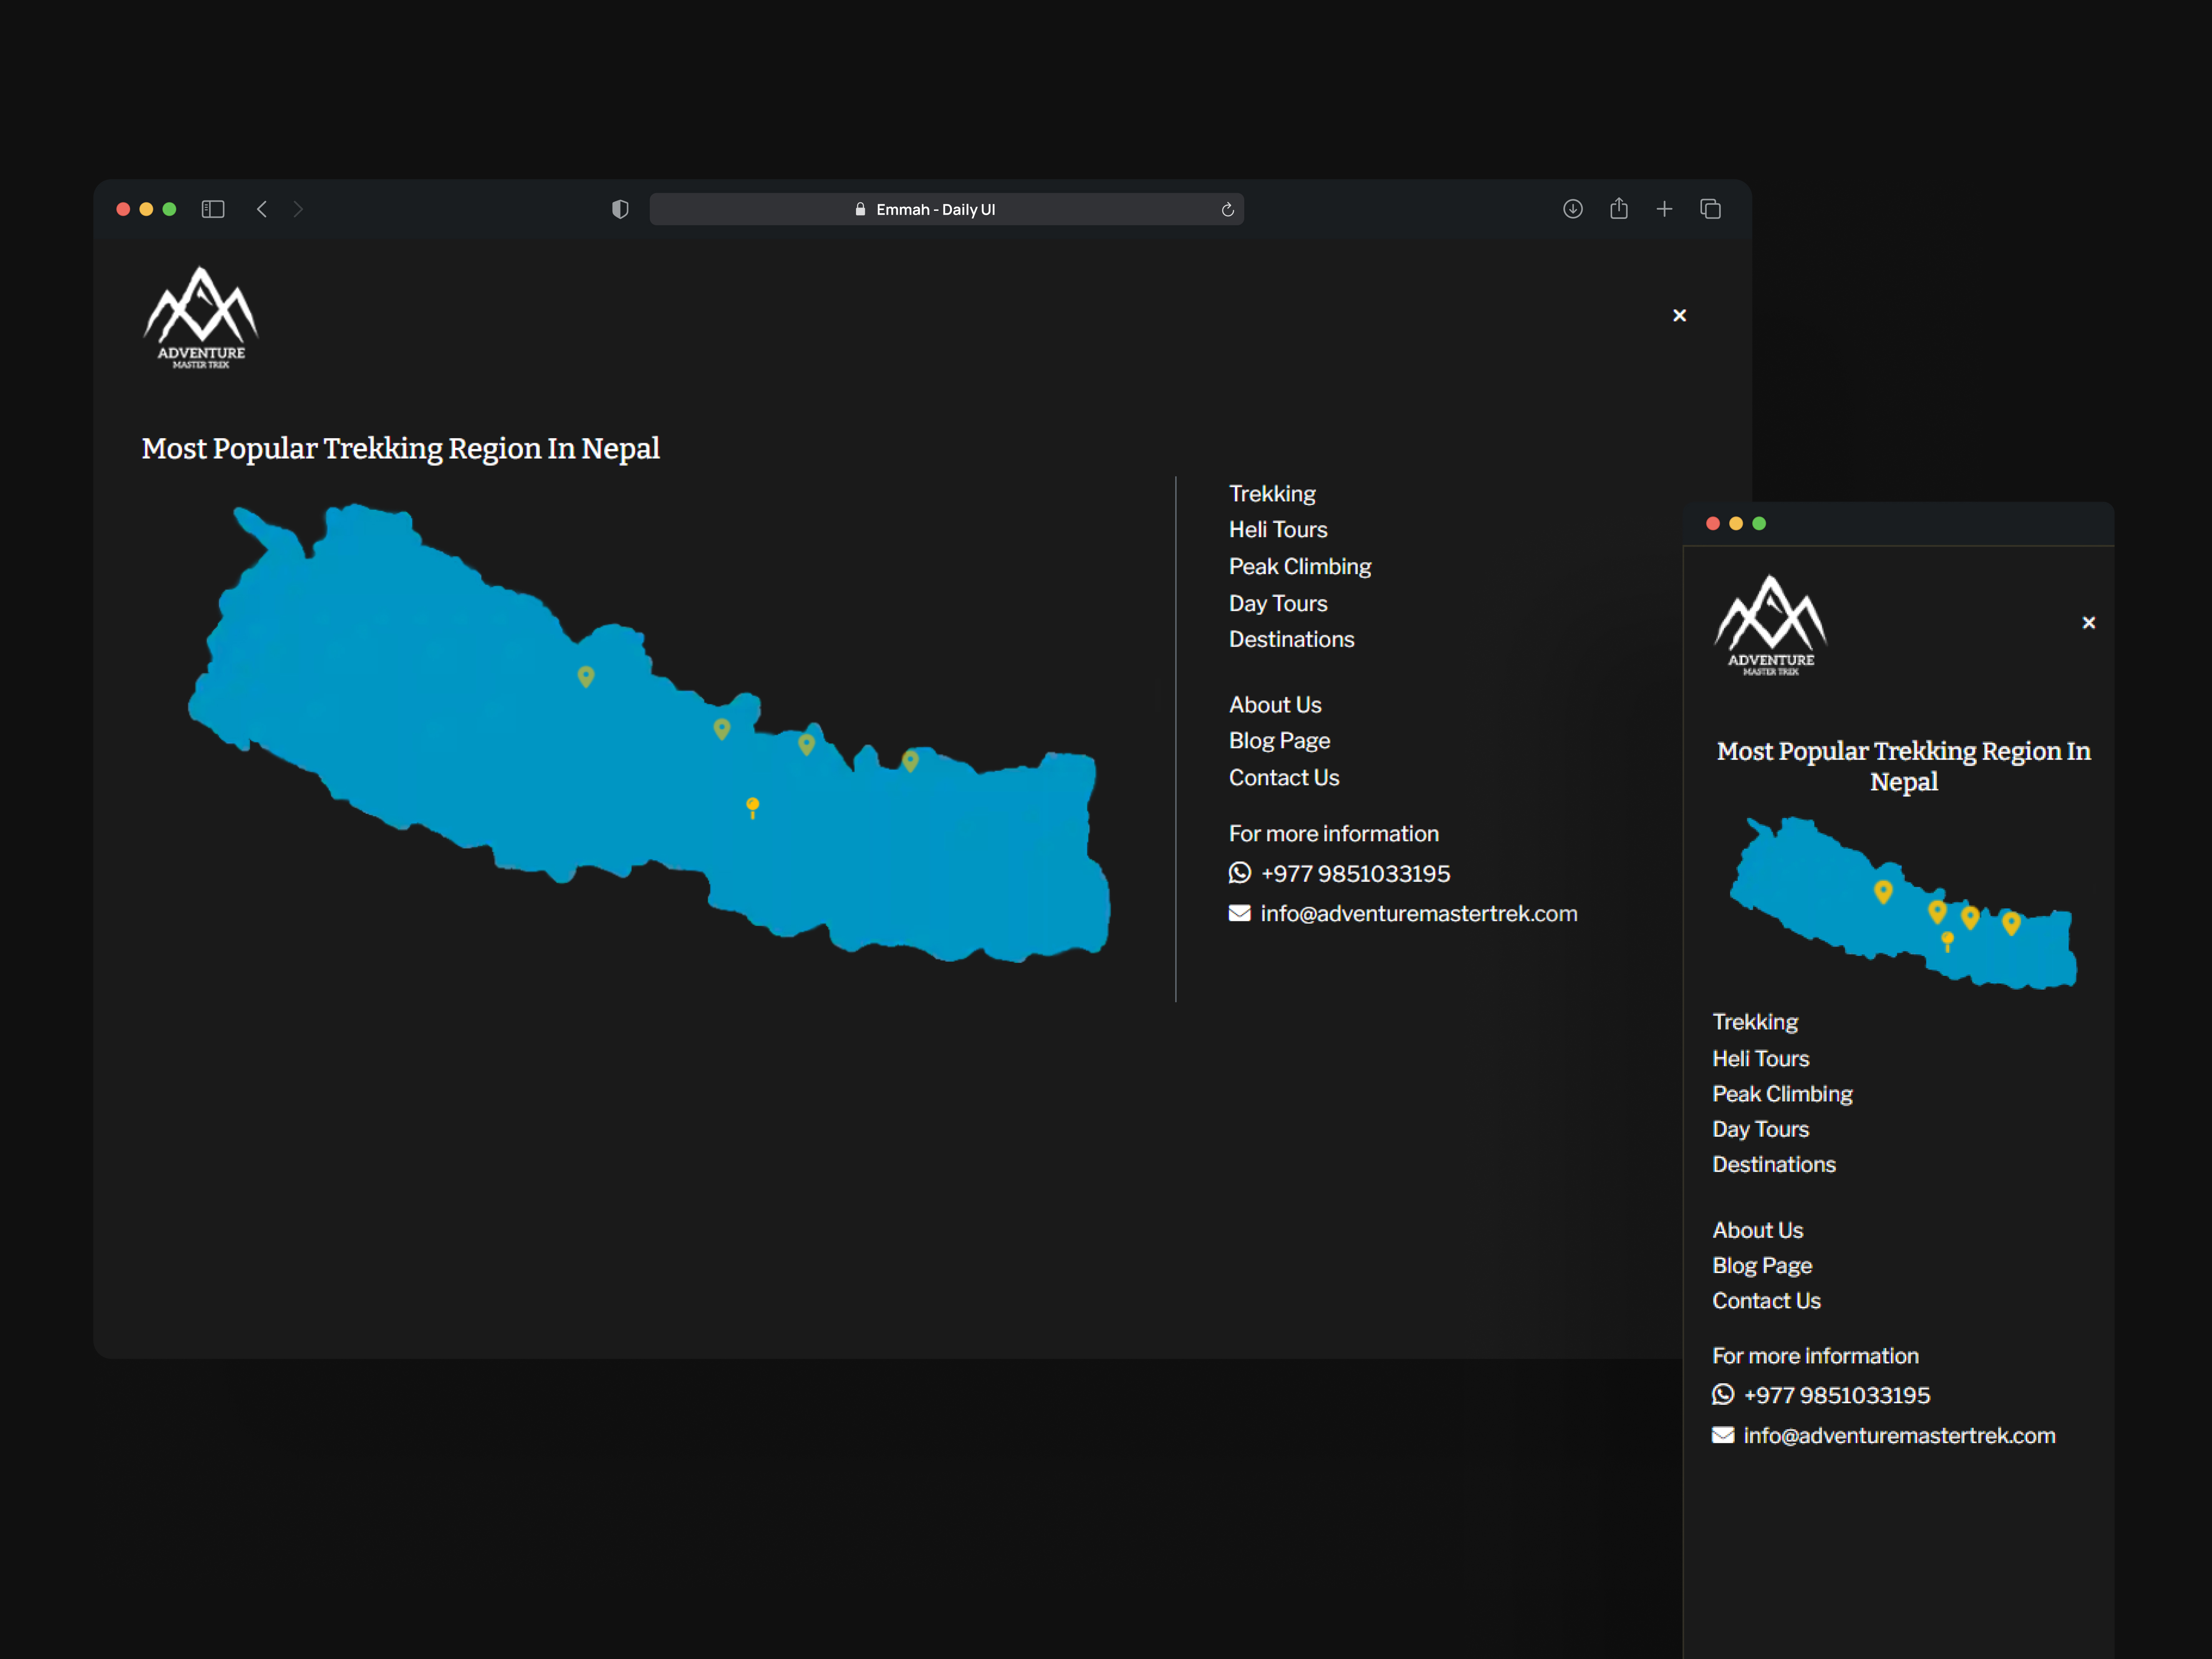 Emmah - Daily UI
ADVENTURE
MASTER TREK
Most Popular Trekking Region In Nepal
Trekking
Heli Tours
Peak Climbing
Day Tours
Destinations
About Us
Blog Page
Contact Us
For more information
+977 9851033195
info@adventuremastertrek.com
ADVENTURE
MASTER TREK
Most Popular Trekking Region In
Nepal
Trekking
Heli Tours
Peak Climbing
Day Tours
Destinations
About Us
Blog Page
Contact Us
For more information
+977 9851033195
info@adventuremastertrek.com